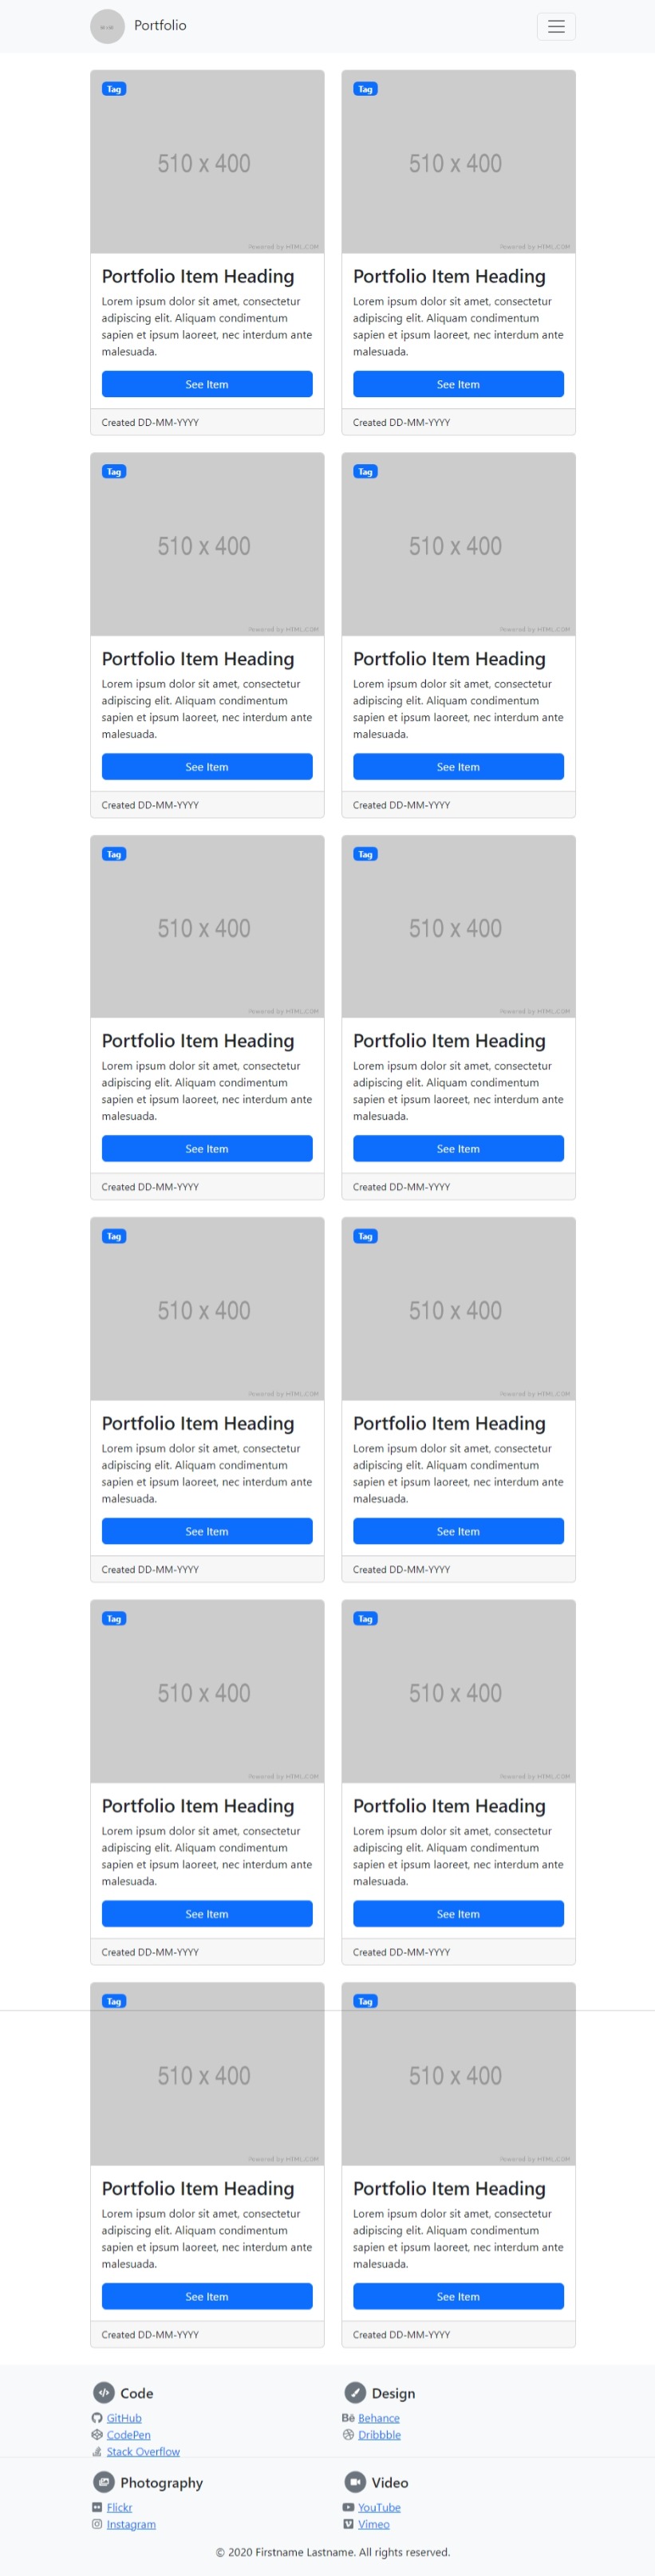 Portfolio
Tag
510 x 400
Powered by HTML.COM
Portfolio Item Heading
Lorem ipsum dolor sit amet, consectetur
adipiscing elit. Aliquam condimentum
sapien et ipsum laoreet, nec interdum ante
malesuada.
See Item
Created DD-MM-YYYY
Tag
510 x 400
Powered by HTML.COM
Portfolio Item Heading
Lorem ipsum dolor sit amet, consectetur
adipiscing elit. Aliquam condimentum
sapien et ipsum laoreet, nec interdum ante
malesuada.
See Item
Created DD-MM-YYYY
Tag
510 x 400
Powered by HTML.COM
Portfolio Item Heading
Lorem ipsum dolor sit amet, consectetur
adipiscing elit. Aliquam condimentum
sapien et ipsum laoreet, nec interdum ante
malesuada.
See Item
Created DD-MM-YYYY
Tag
510 x 400
Powered by HTML.COM
Portfolio Item Heading
Lorem ipsum dolor sit amet, consectetur
adipiscing elit. Aliquam condimentum
sapien et ipsum laoreet, nec interdum ante
malesuada.
See Item
Created DD-MM-YYYY
Tag
510 x 400
Powered by HTML.COM
Portfolio Item Heading
Lorem ipsum dolor sit amet, consectetur
adipiscing elit. Aliquam condimentum
sapien et ipsum laoreet, nec interdum ante
malesuada.
See Item
Created DD-MM-YYYY
Tag
510 x 400
Powered by HTML.COM
Portfolio Item Heading
Lorem ipsum dolor sit amet, consectetur
adipiscing elit. Aliquam condimentum
sapien et ipsum laoreet, nec interdum ante
malesuada.
See Item
Created DD-MM-YYYY
Tag
510 x 400
Powered by HTML.COM
Portfolio Item Heading
Lorem ipsum dolor sit amet, consectetur
adipiscing elit. Aliquam condimentum
sapien et ipsum laoreet, nec interdum ante
malesuada.
See Item
Created DD-MM-YYYY
Tag
510 x 400
Powered by HTML.COM
Portfolio Item Heading
Lorem ipsum dolor sit amet, consectetur
adipiscing elit. Aliquam condimentum
sapien et ipsum laoreet, nec interdum ante
malesuada.
See Item
Created DD-MM-YYYY
Tag
510 x 400
Powered by HTML.COM
Portfolio Item Heading
Lorem ipsum dolor sit amet, consectetur
adipiscing elit. Aliquam condimentum
sapien et ipsum laoreet, nec interdum ante
malesuada.
See Item
Created DD-MM-YYYY
Tag
510 x 400
Powered by HTML.COM
Portfolio Item Heading
Lorem ipsum dolor sit amet, consectetur
adipiscing elit. Aliquam condimentum
sapien et ipsum laoreet, nec interdum ante
malesuada.
See Item
Created DD-MM-YYYY
Tag
510 x 400
Powered by HTML.COM
Portfolio Item Heading
Lorem ipsum dolor sit amet, consectetur
adipiscing elit. Aliquam condimentum
sapien et ipsum laoreet, nec interdum ante
malesuada.
See Item
Created DD-MM-YYYY
Tag
510 x 400
Powered by HTML.COM
Portfolio Item Heading
Lorem ipsum dolor sit amet, consectetur
adipiscing elit. Aliquam condimentum
sapien et ipsum laoreet, nec interdum ante
malesuada.
See Item
Created DD-MM-YYYY
Code
GitHub
CodePen
Stack Overflow
Design
Bē Behance
Dribbble
Photography
Flickr
Instagram
Video
YouTube
Vimeo
© 2020 Firstname Lastname. All rights reserved.